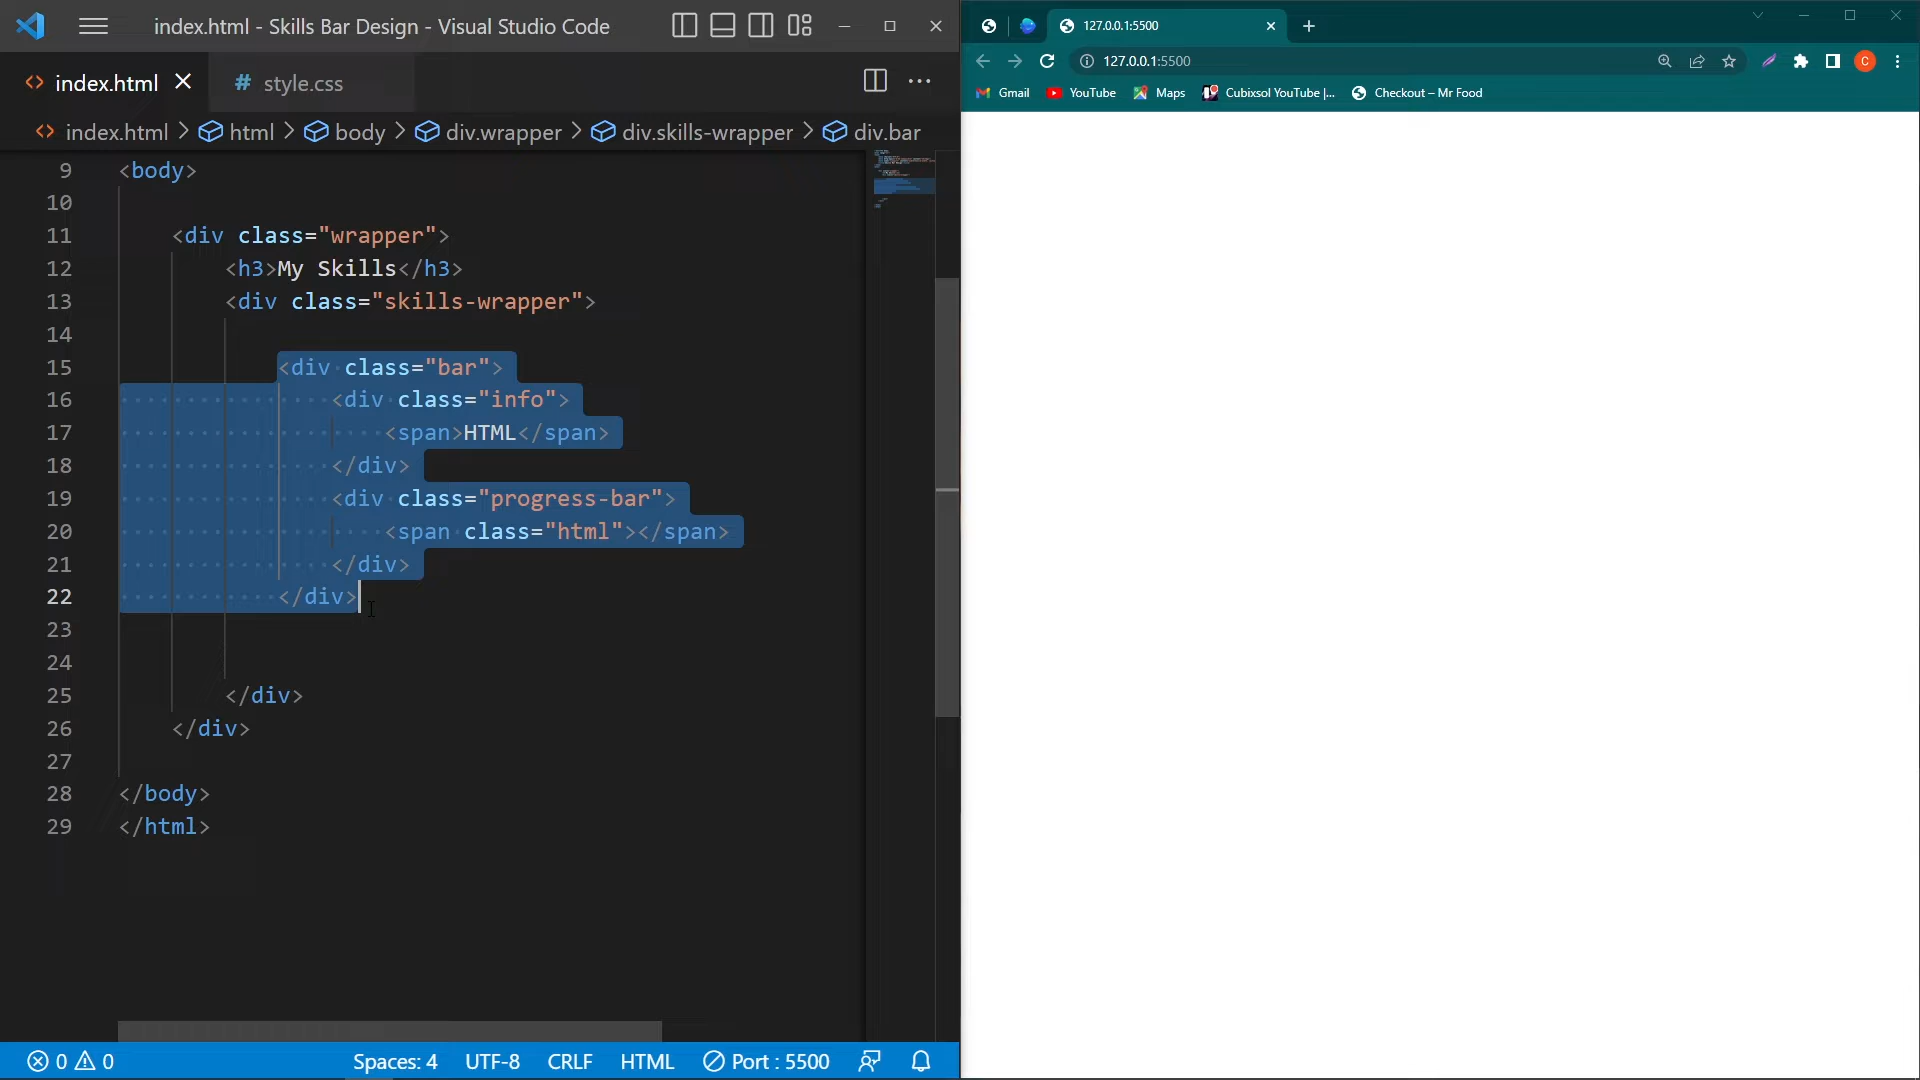 index.html - Skills Bar Design - Visual Studio Code
index.html
# style.css
index.html > html > body > div.wrapper > div.skills-wrapper > div.bar
9 <body>
10
11 <div class="wrapper">
12 <h3>My Skills</h3>
13 <div class="skills-wrapper">
14
15 <div class="bar">
16 <div class="info">
17 <span>HTML</span>
18 </div>
19 <div class="progress-bar">
20 <span class="html"></span>
21 </div>
22 </div>
23
24
25 </div>
26 </div>
27
28 </body>
29 </html>
0 0 Spaces: 4 UTF-8 CRLF HTML Port : 5500
127.0.0.1:5500
127.0.0.1:5500
C
Gmail YouTube Maps Cubixsol YouTube |... Checkout – Mr Food